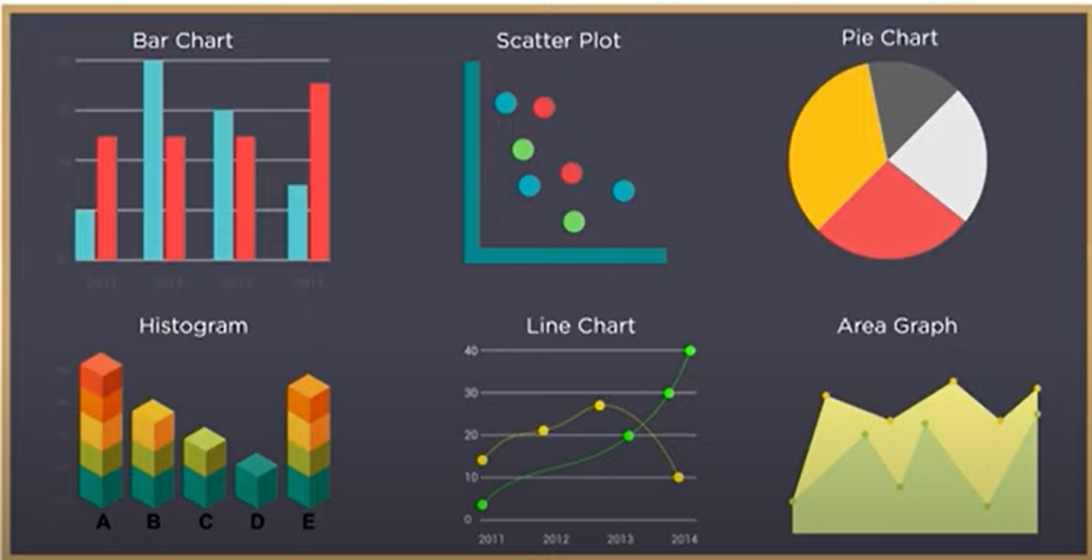 Bar Chart
Scatter Plot
Pie Chart
2011
Histogram
A B C D E
Line Chart
40
30
20
10
0
2011 2012 2013 2014
Area Graph